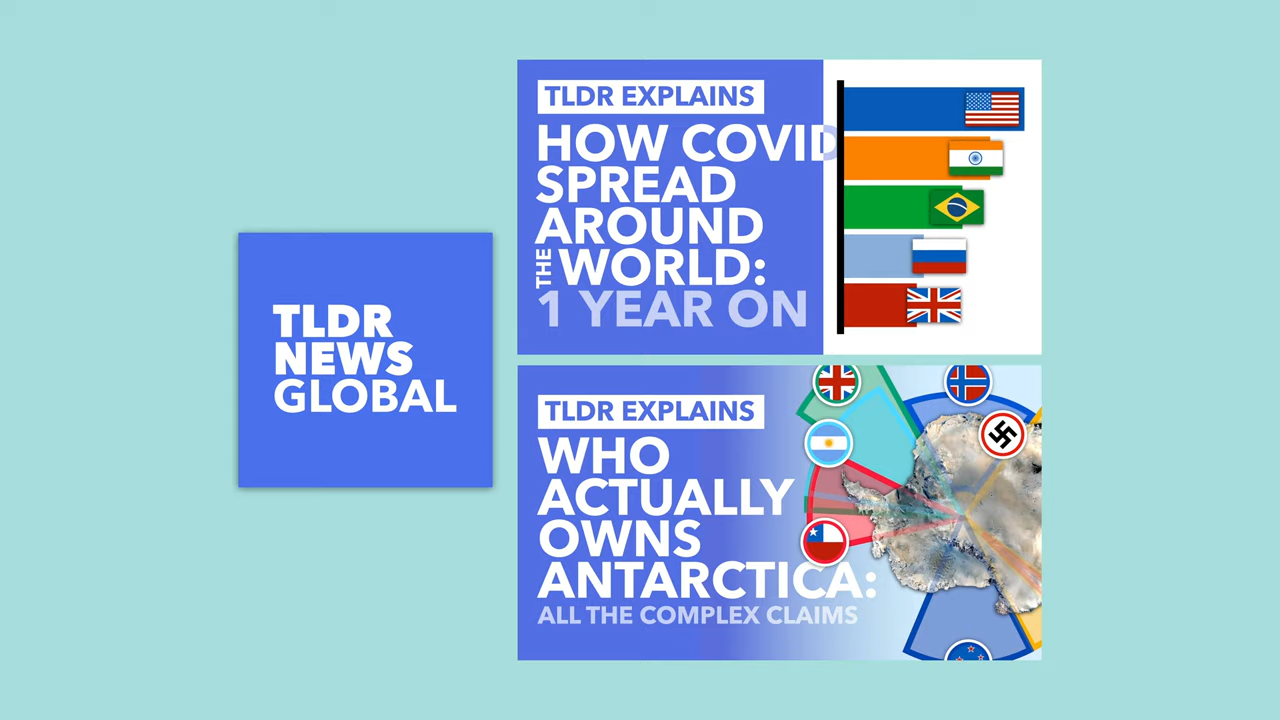 TLDR
NEWS
GLOBAL
TLDR EXPLAINS
HOW COVID
SPREAD
AROUND
THE WORLD:
1 YEAR ON
TLDR EXPLAINS
WHO
ACTUALLY
OWNS
ANTARCTICA:
ALL THE COMPLEX CLAIMS